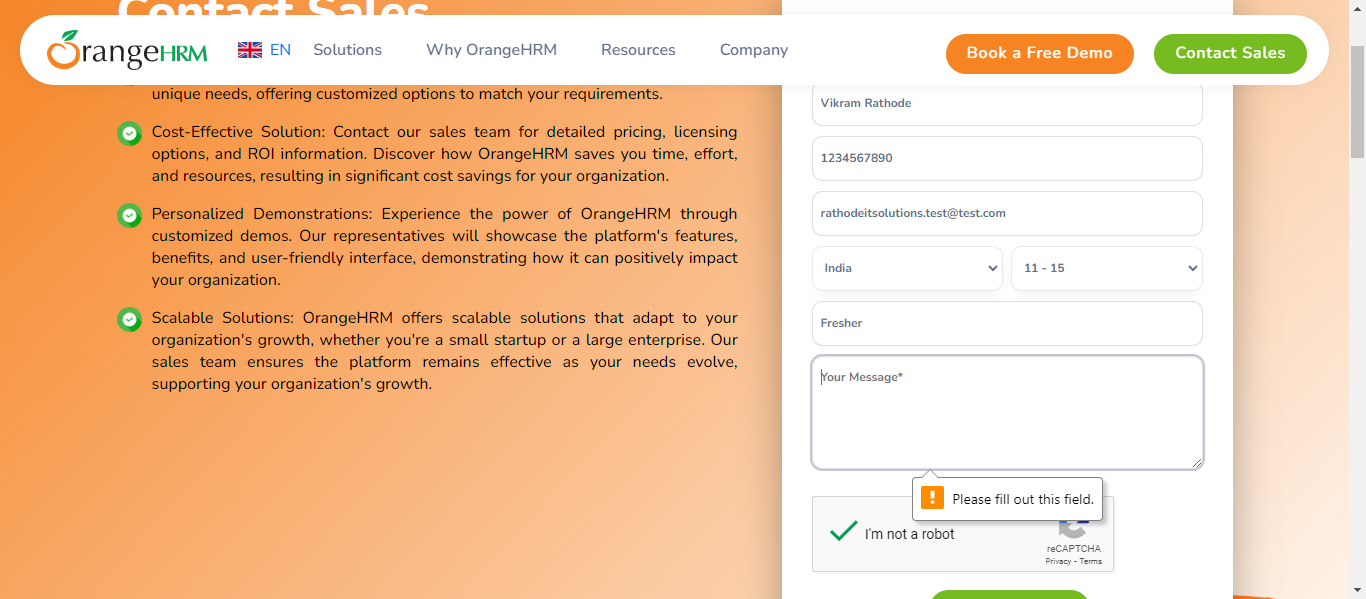 Contact Sales
OrangeHRM
EN
Solutions
Why OrangeHRM
Resources
Company
Book a Free Demo
Contact Sales
unique needs, offering customized options to match your requirements.
Cost-Effective Solution: Contact our sales team for detailed pricing, licensing
options, and ROI information. Discover how OrangeHRM saves you time, effort,
and resources, resulting in significant cost savings for your organization.
Personalized Demonstrations: Experience the power of OrangeHRM through
customized demos. Our representatives will showcase the platform's features,
benefits, and user-friendly interface, demonstrating how it can positively impact
your organization.
Scalable Solutions: OrangeHRM offers scalable solutions that adapt to your
organization's growth, whether you're a small startup or a large enterprise. Our
sales team ensures the platform remains effective as your needs evolve,
supporting your organization's growth.
Vikram Rathode
1234567890
rathodeitsolutions.test@test.com
India
11 - 15
Fresher
Your Message*
Please fill out this field.
I'm not a robot
reCAPTCHA
Privacy - Terms